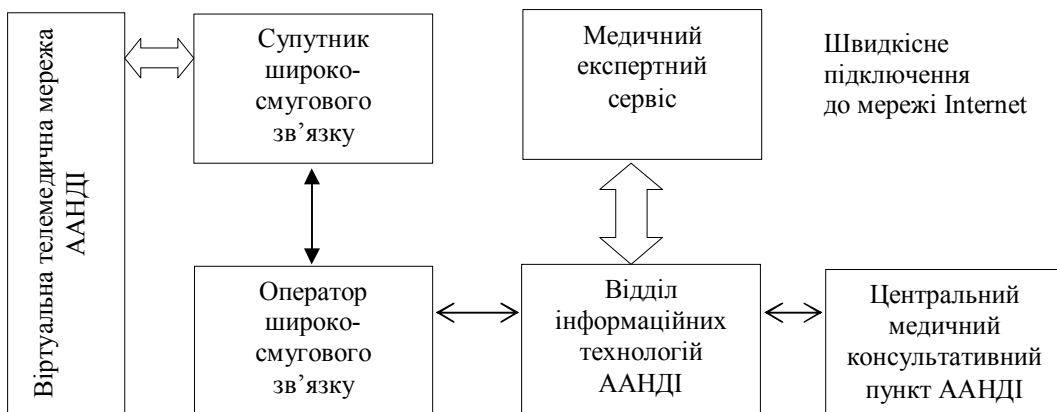 Віртуальна телемедична мережа
ААНДІ
Супутник
широко-
смугового
зв’язку
Медичний
експертний
сервіс
Швидкісне
підключення
до мережі Internet
Оператор
широко-
смугового
зв’язку
Відділ
інформаційних
технологій
ААНДІ
Центральний
медичний
консультативний
пункт ААНДІ